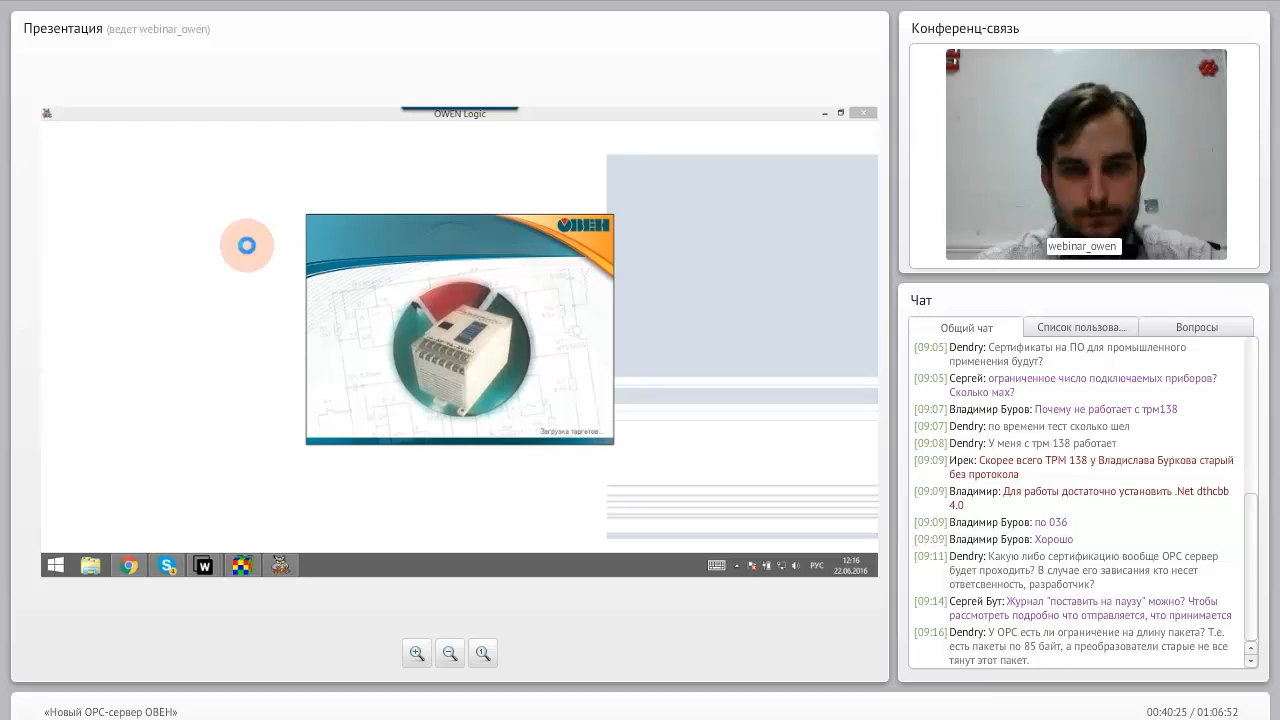 Презентация (ведет webinar_owen)
OWEN Logic
ОВЕН
Загрузка таргетов...
РУС
12:16
22.06.2016
Конференц-связь
webinar_owen
Чат
Общий чат
Список пользова...
Вопросы
[09:05] Dendry: Сертификаты на ПО для промышленного
применения будут?
[09:05] Сергей: ограниченное число подключаемых приборов?
Сколько мах?
[09:07] Владимир Буров: Почему не работает с трм138
[09:07] Dendry: по времени тест сколько шел
[09:08] Dendry: У меня с трм 138 работает
[09:09] Ирек: Скорее всего ТРМ 138 у Владислава Буркова старый
без протокола
[09:09] Владимир: Для работы достаточно установить .Net dthcbb
4.0
[09:09] Владимир Буров: по 036
[09:09] Владимир Буров: Хорошо
[09:11] Dendry: Какую либо сертификацию вообще ОРС сервер
будет проходить? В случае его зависания кто несет
ответсвенность, разработчик?
[09:14] Сергей Бут: Журнал "поставить на паузу" можно? Чтобы
рассмотреть подробно что отправляется, что принимается
[09:16] Dendry: У ОРС есть ли ограничение на длину пакета? Т.е.
есть пакеты по 85 байт, а преобразователи старые не все
тянут этот пакет.
«Новый ОРС-сервер ОВЕН»
00:40:25 / 01:06:52